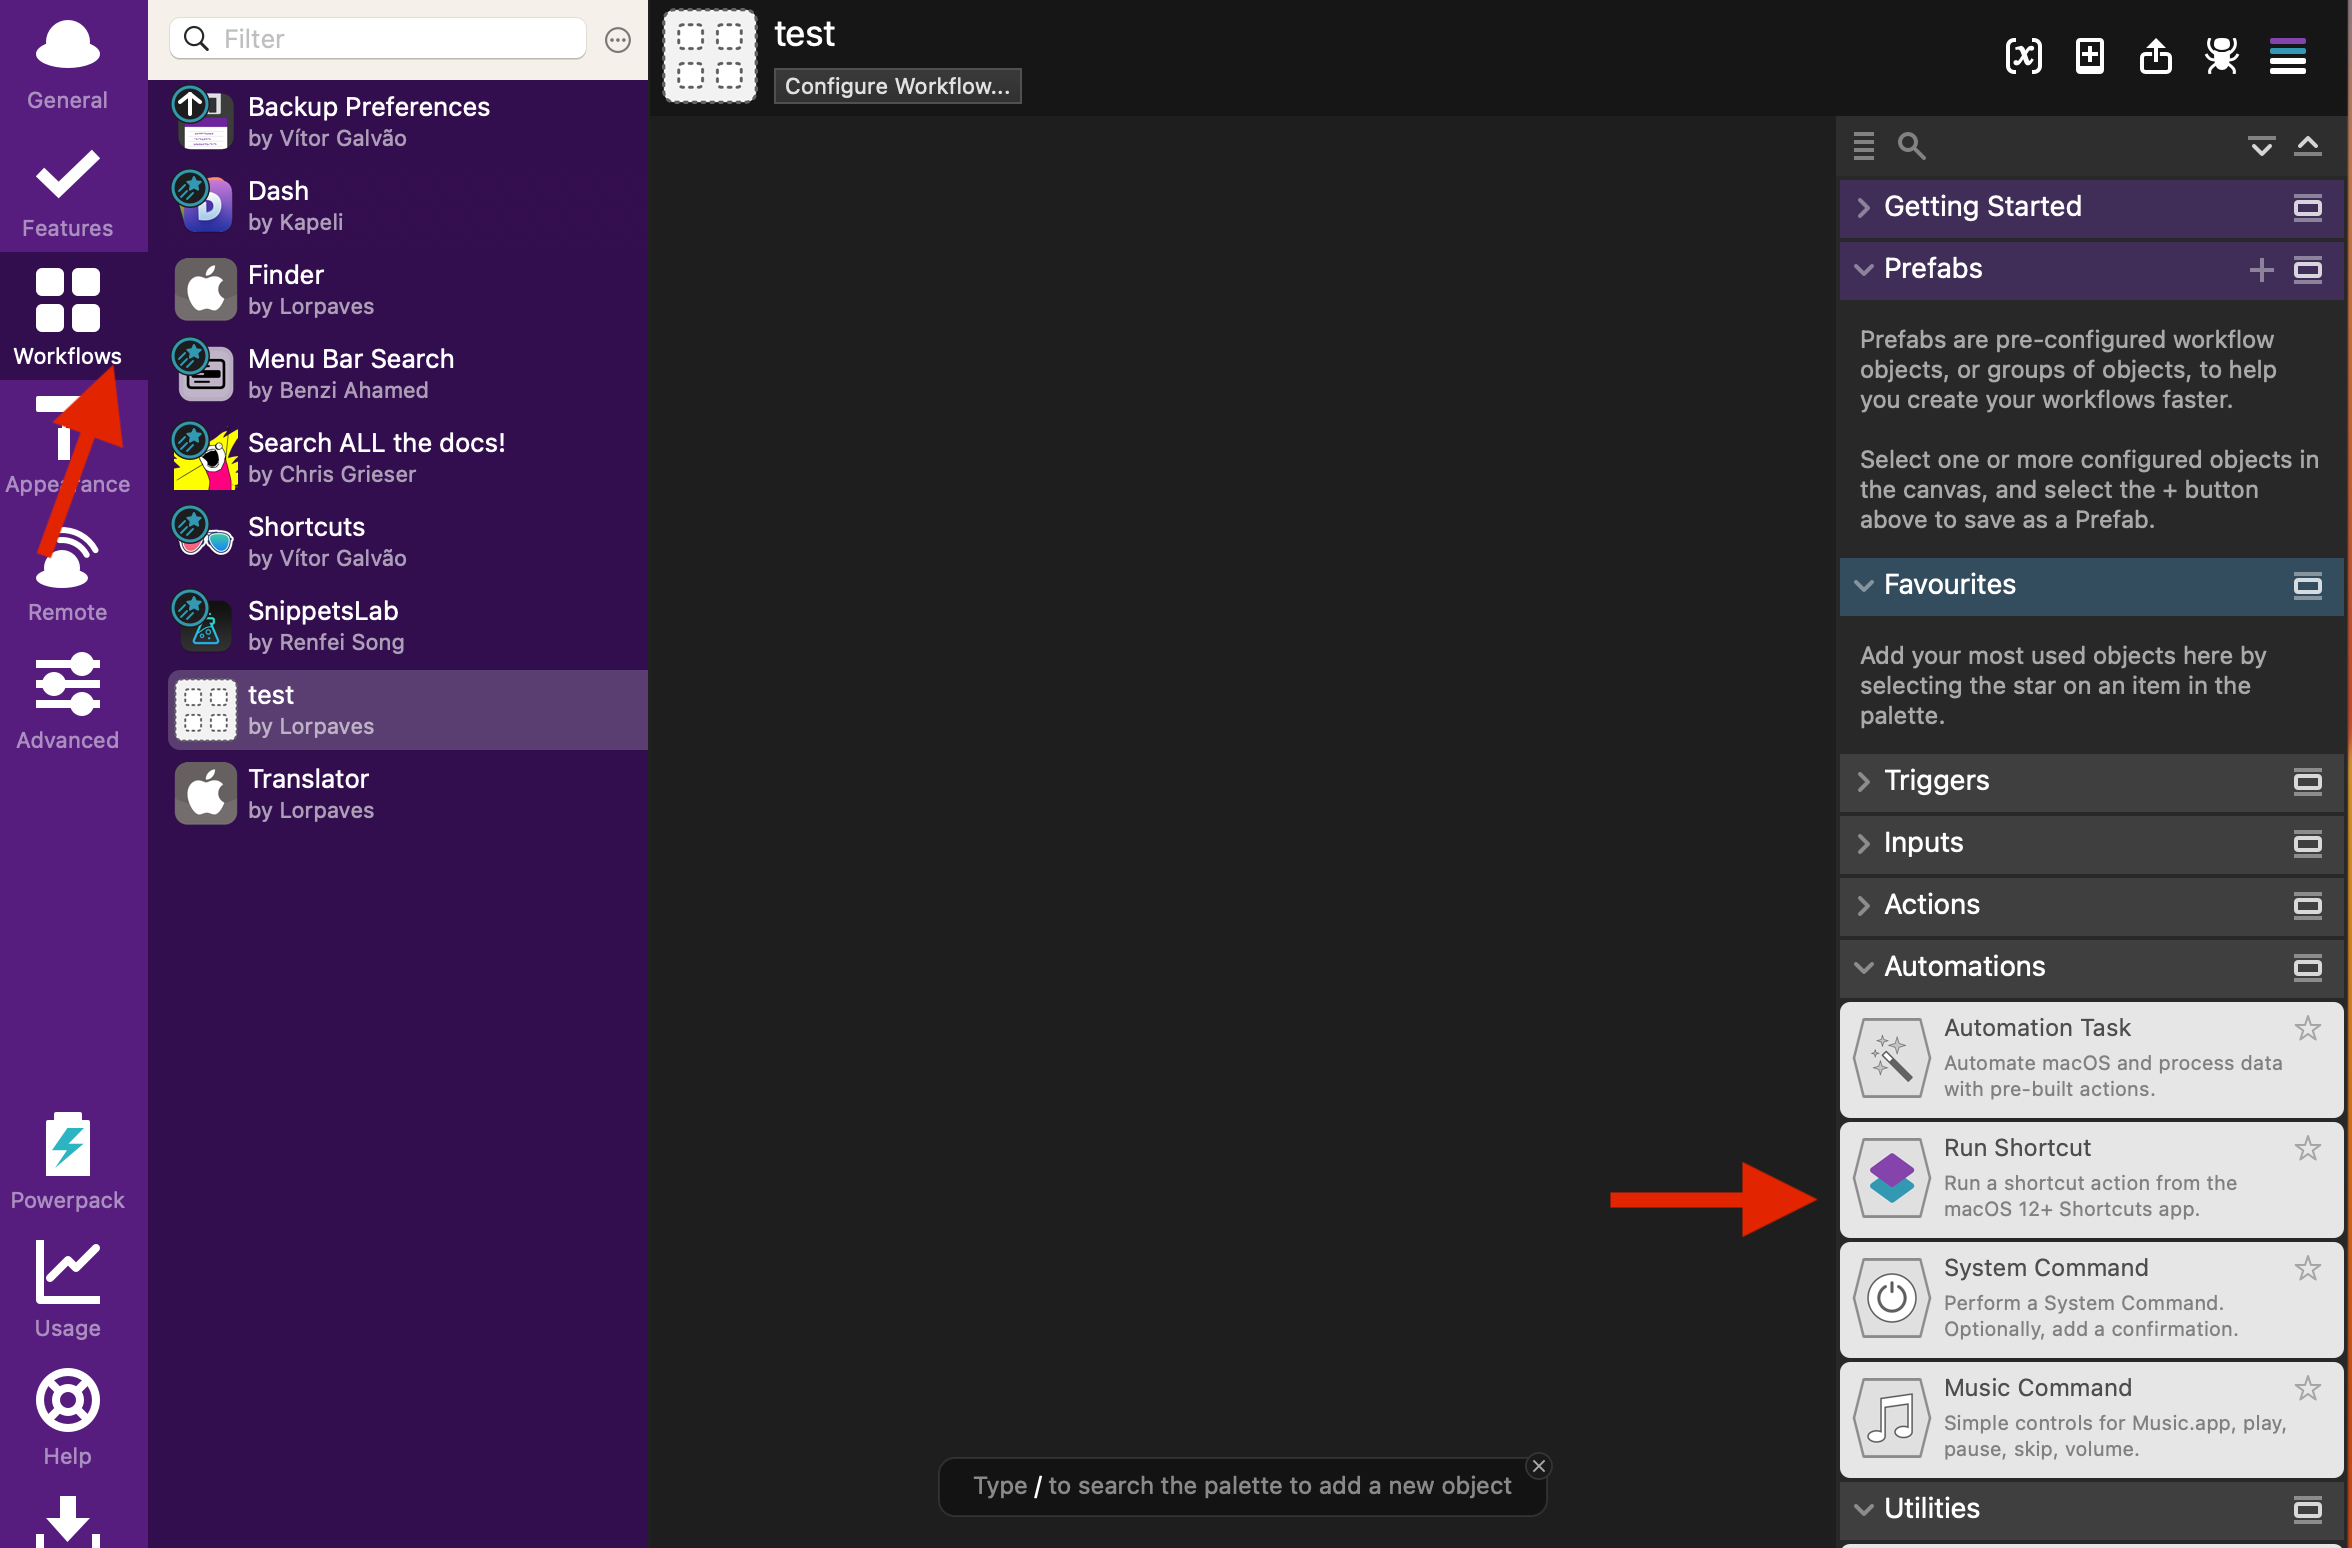 General
Features
Workflows
Appearance
Remote
Advanced
Powerpack
Usage
Help
Filter
Backup Preferences
by Vítor Galvão
Dash
by Kapeli
Finder
by Lorpaves
Menu Bar Search
by Benzi Ahamed
Search ALL the docs!
by Chris Grieser
Shortcuts
by Vítor Galvão
SnippetsLab
by Renfei Song
test
by Lorpaves
Translator
by Lorpaves
test
Configure Workflow...
Type / to search the palette to add a new object
Getting Started
Prefabs
Prefabs are pre-configured workflow
objects, or groups of objects, to help
you create your workflows faster.
Select one or more configured objects in
the canvas, and select the + button
above to save as a Prefab.
Favourites
Add your most used objects here by
selecting the star on an item in the
palette.
Triggers
Inputs
Actions
Automations
Automation Task
Automate macOS and process data
with pre-built actions.
Run Shortcut
Run a shortcut action from the
macOS 12+ Shortcuts app.
System Command
Perform a System Command.
Optionally, add a confirmation.
Music Command
Simple controls for Music.app, play,
pause, skip, volume.
Utilities